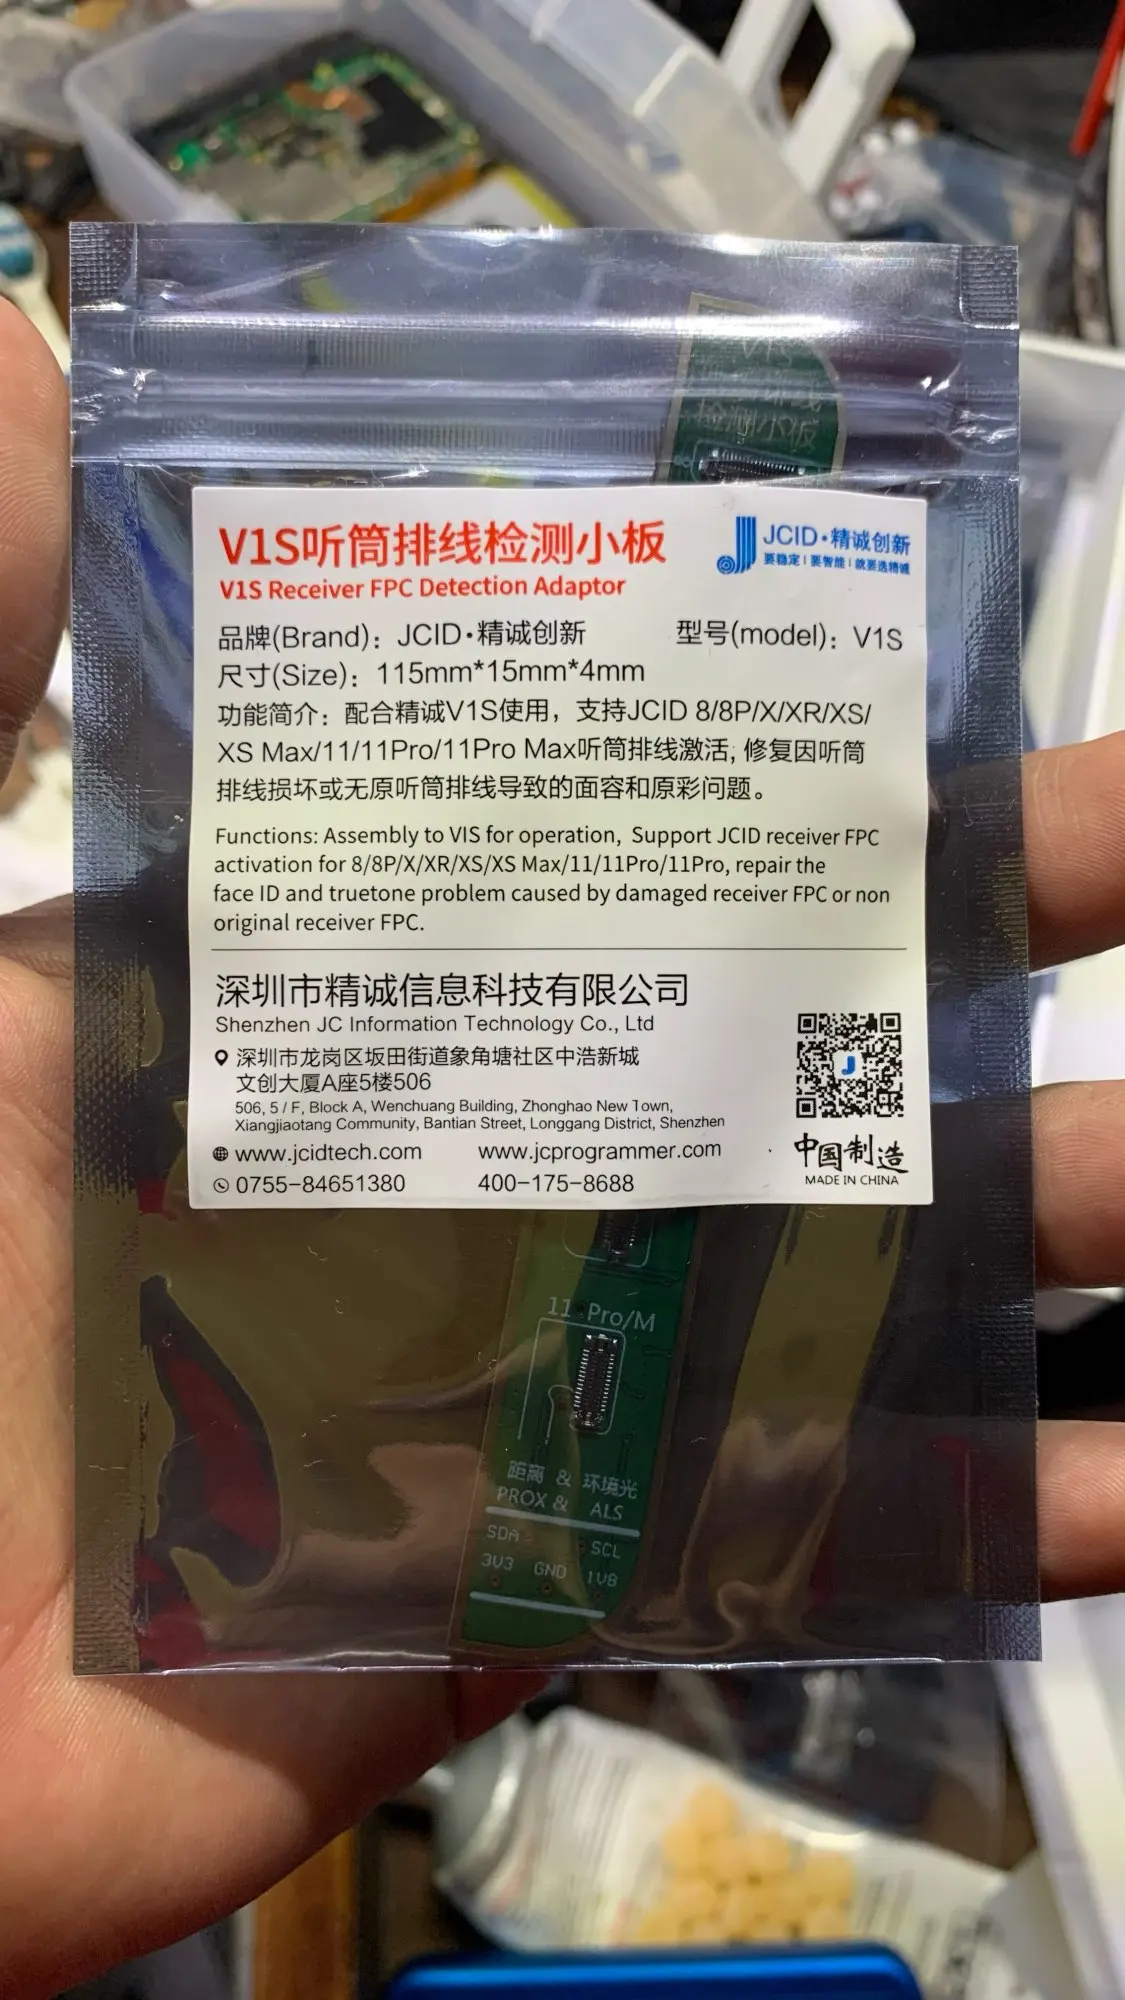 V1S
检测小板
V1S听筒排线检测小板
V1S Receiver FPC Detection Adaptor
JCID·精诚创新
要稳定 | 要智能 | 就要选精诚
品牌(Brand)：JCID·精诚创新 型号(model)：V1S
尺寸(Size)：115mm*15mm*4mm
功能简介：配合精诚V1S使用，支持JCID 8/8P/X/XR/XS/
XS Max/11/11Pro/11Pro Max听筒排线激活, 修复因听筒
排线损坏或无原听筒排线导致的面容和原彩问题。
Functions: Assembly to VIS for operation, Support JCID receiver FPC
activation for 8/8P/X/XR/XS/XS Max/11/11Pro/11Pro, repair the
face ID and truetone problem caused by damaged receiver FPC or non
original receiver FPC.
深圳市精诚信息科技有限公司
Shenzhen JC Information Technology Co., Ltd
深圳市龙岗区坂田街道象角塘社区中浩新城
文创大厦A座5楼506
506, 5 / F, Block A, Wenchuang Building, Zhonghao New Town,
Xiangjiaotang Community, Bantian Street, Longgang District, Shenzhen
www.jcidtech.com www.jcprogrammer.com
0755-84651380 400-175-8688
中国制造
MADE IN CHINA
11 Pro/M
距离 & 环境光
PROX & ALS
SDA SCL
3V3 GND 1V8